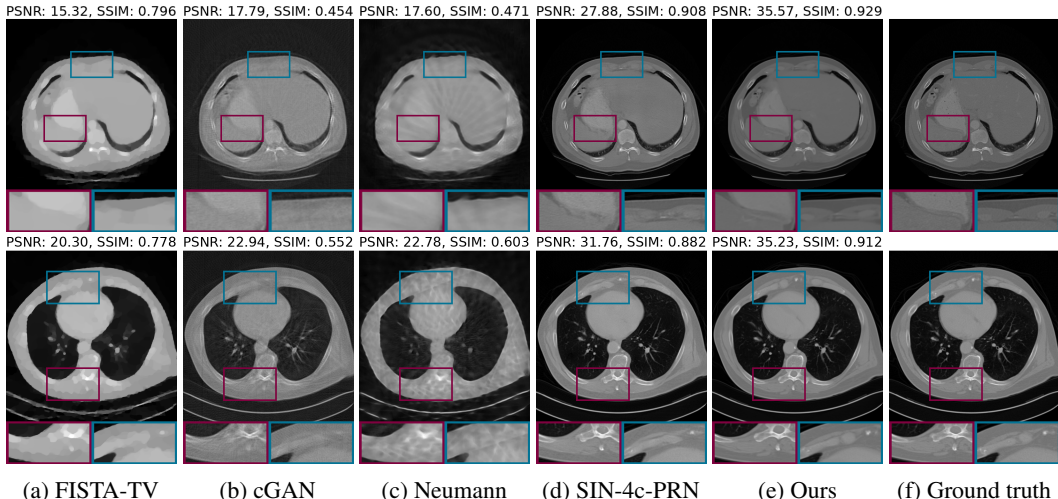 PSNR: 15.32, SSIM: 0.796 PSNR: 17.79, SSIM: 0.454 PSNR: 17.60, SSIM: 0.471 PSNR: 27.88, SSIM: 0.908 PSNR: 35.57, SSIM: 0.929
PSNR: 20.30, SSIM: 0.778 PSNR: 22.94, SSIM: 0.552 PSNR: 22.78, SSIM: 0.603 PSNR: 31.76, SSIM: 0.882 PSNR: 35.23, SSIM: 0.912
(a) FISTA-TV (b) cGAN (c) Neumann (d) SIN-4c-PRN (e) Ours (f) Ground truth